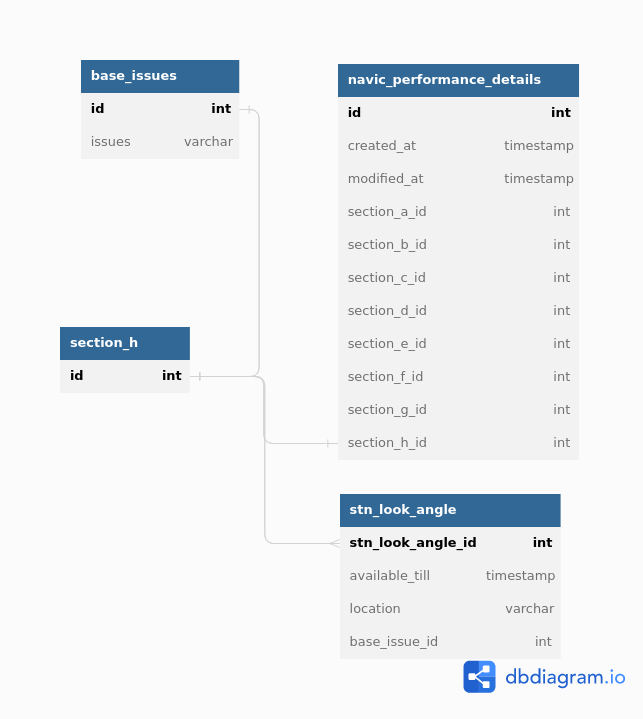 base_issues
id int
issues varchar
section_h
id int
navic_performance_details
id int
created_at timestamp
modified_at timestamp
section_a_id int
section_b_id int
section_c_id int
section_d_id int
section_e_id int
section_f_id int
section_g_id int
section_h_id int
stn_look_angle
stn_look_angle_id int
available_till timestamp
location varchar
base_issue_id int
dbdiagram.io